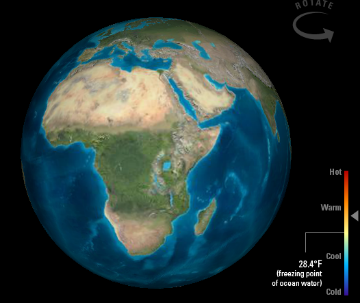 ROTATE
Hot
Warm
28.4°F
(freezing point
of ocean water)
Cool
Cold